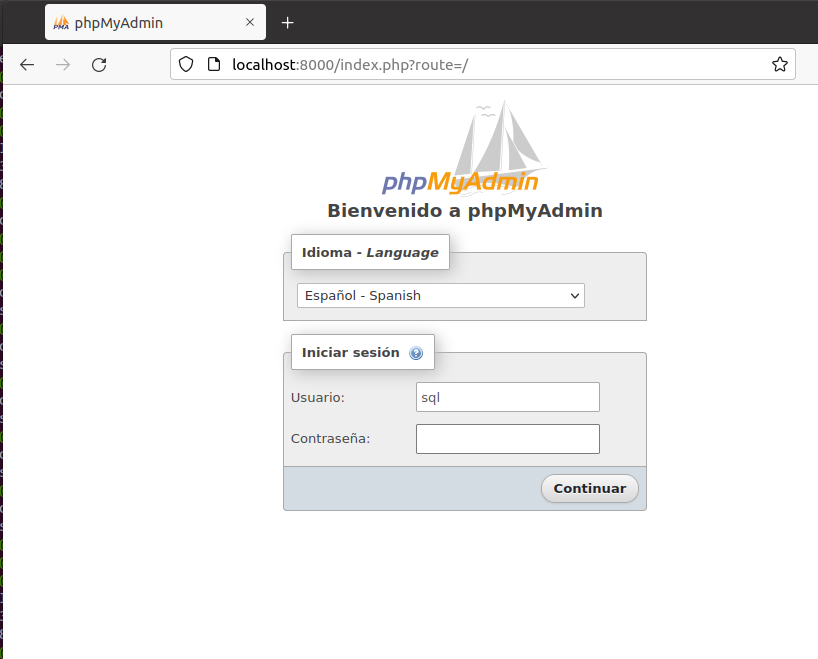 phpMyAdmin
localhost:8000/index.php?route=/
phpMyAdmin
Bienvenido a phpMyAdmin
Idioma - Language
Español - Spanish
Iniciar sesión
Usuario: sql
Contraseña:
Continuar